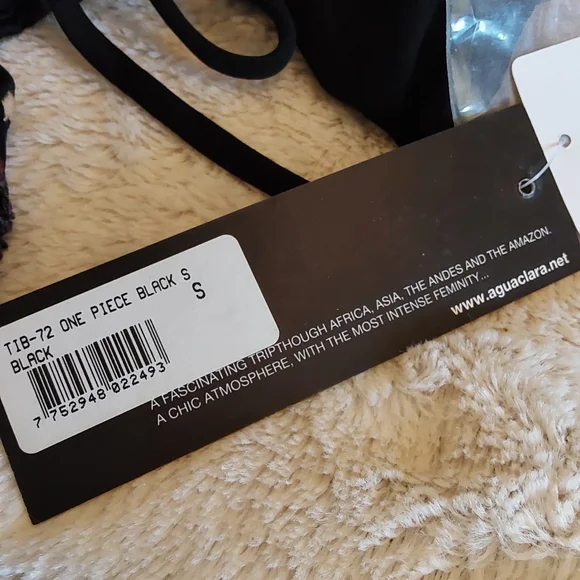 TIB-72 ONE PIECE BLACK S
S
BLACK
7 752948 022493
A FASCINATING TRIPTHOUGH AFRICA, ASIA, THE ANDES AND THE AMAZON.
A CHIC ATMOSPHERE, WITH THE MOST INTENSE FEMINITY...
www.aguaclara.net